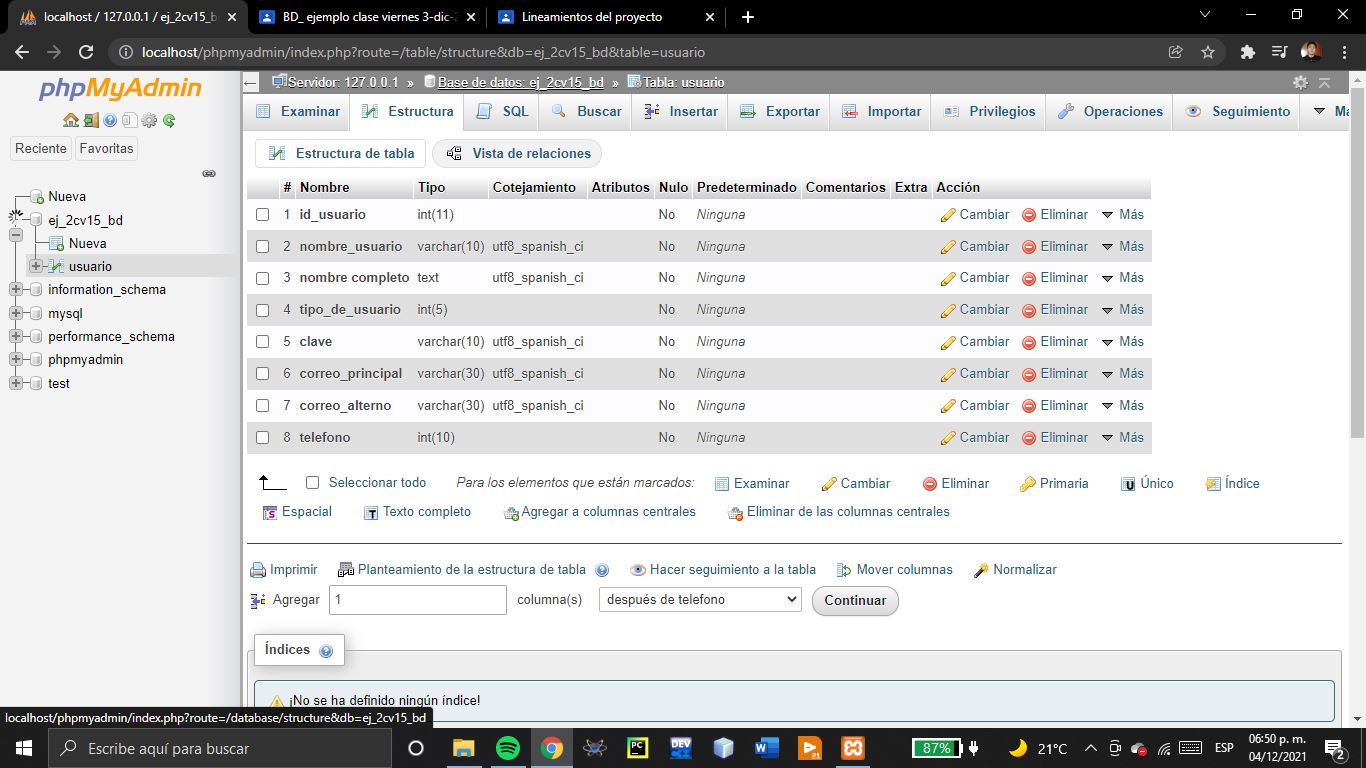 localhost / 127.0.0.1 / ej_2cv15_b
BD_ ejemplo clase viernes 3-dic-2
Lineamientos del proyecto
localhost/phpmyadmin/index.php?route=/table/structure&db=ej_2cv15_bd&table=usuario
phpMyAdmin
Reciente Favoritas
Nueva
ej_2cv15_bd
Nueva
usuario
information_schema
mysql
performance_schema
phpmyadmin
test
Servidor: 127.0.0.1 » Base de datos: ej_2cv15_bd » Tabla: usuario
Examinar Estructura SQL Buscar Insertar Exportar Importar Privilegios Operaciones Seguimiento Má
Estructura de tabla Vista de relaciones
# Nombre Tipo Cotejamiento Atributos Nulo Predeterminado Comentarios Extra Acción
1 id_usuario int(11) No Ninguna Cambiar Eliminar Más
2 nombre_usuario varchar(10) utf8_spanish_ci No Ninguna Cambiar Eliminar Más
3 nombre completo text utf8_spanish_ci No Ninguna Cambiar Eliminar Más
4 tipo_de_usuario int(5) No Ninguna Cambiar Eliminar Más
5 clave varchar(10) utf8_spanish_ci No Ninguna Cambiar Eliminar Más
6 correo_principal varchar(30) utf8_spanish_ci No Ninguna Cambiar Eliminar Más
7 correo_alterno varchar(30) utf8_spanish_ci No Ninguna Cambiar Eliminar Más
8 telefono int(10) No Ninguna Cambiar Eliminar Más
Seleccionar todo Para los elementos que están marcados: Examinar Cambiar Eliminar Primaria Único Índice
Espacial Texto completo Agregar a columnas centrales Eliminar de las columnas centrales
Imprimir Planteamiento de la estructura de tabla Hacer seguimiento a la tabla Mover columnas Normalizar
Agregar 1 columna(s) después de telefono Continuar
Índices
¡No se ha definido ningún índice!
localhost/phpmyadmin/index.php?route=/database/structure&db=ej_2cv15_bd
Escribe aquí para buscar
PC
DEV
21
87%
21°C
ESP
06:50 p. m.
04/12/2021
2